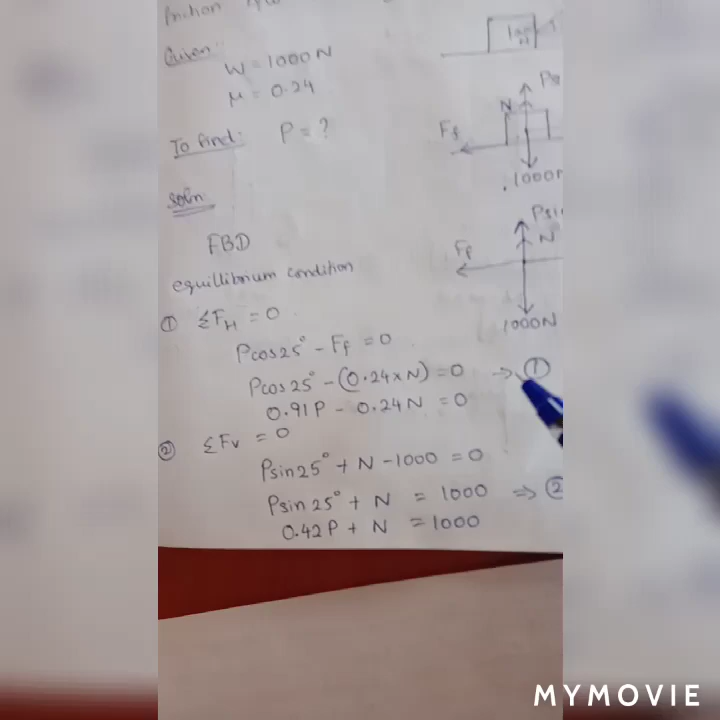 Given:
W = 1000 N
μ = 0.24
N
To find: P = ?
Ff
1000
Soln:
FBD
Psin
N
Ff
equillibrium condition
1000N
① ΣFH = 0
Pcos25° - Ff = 0
Pcos25° - (0.24×N) = 0 → ①
0.91P - 0.24N = 0
② ΣFv = 0
Psin25° + N - 1000 = 0
Psin25° + N = 1000 ⇒ ②
0.42P + N = 1000
MYMOVIE